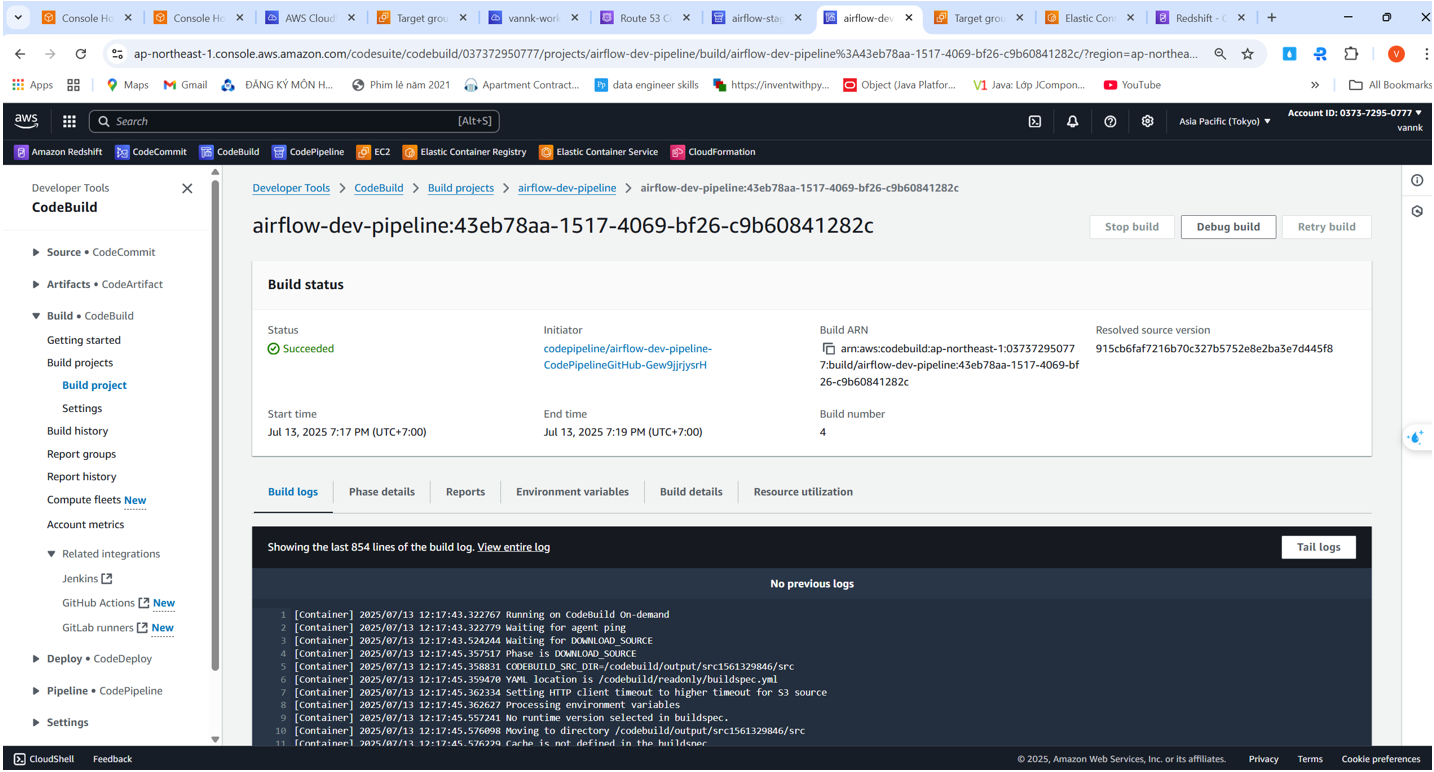 Console Ho
Console Ho
AWS Cloud
Target grou
vannk-work
Route 53 C
airflow-stag
airflow-dev
Target grou
Elastic Con
Redshift - C
ap-northeast-1.console.aws.amazon.com/codesuite/codebuild/037372950777/projects/airflow-dev-pipeline/build/airflow-dev-pipeline%3A43eb78aa-1517-4069-bf26-c9b60841282c/?region=ap-northea...
V
Apps
Maps
Gmail
ĐĂNG KÝ MÔN H...
Phim lẻ năm 2021
Apartment Contract...
data engineer skills
https://inventwithpy...
Object (Java Platfor...
Java: Lớp JCompon...
YouTube
All Bookmarks
aws
Search
[Alt+S]
Asia Pacific (Tokyo)
Account ID: 0373-7295-0777
vannk
Amazon Redshift
CodeCommit
CodeBuild
CodePipeline
EC2
Elastic Container Registry
Elastic Container Service
CloudFormation
Developer Tools
CodeBuild
Source • CodeCommit
Artifacts • CodeArtifact
Build • CodeBuild
Getting started
Build projects
Build project
Settings
Build history
Report groups
Report history
Compute fleets New
Account metrics
Related integrations
Jenkins
GitHub Actions New
GitLab runners New
Deploy • CodeDeploy
Pipeline • CodePipeline
Settings
Developer Tools > CodeBuild > Build projects > airflow-dev-pipeline > airflow-dev-pipeline:43eb78aa-1517-4069-bf26-c9b60841282c
airflow-dev-pipeline:43eb78aa-1517-4069-bf26-c9b60841282c
Stop build
Debug build
Retry build
Build status
Status
Succeeded
Initiator
codepipeline/airflow-dev-pipeline-
CodePipelineGitHub-Gew9jjrjysrH
Build ARN
arn:aws:codebuild:ap-northeast-1:03737295077
7:build/airflow-dev-pipeline:43eb78aa-1517-4069-bf
26-c9b60841282c
Resolved source version
915cb6faf7216b70c327b5752e8e2ba3e7d445f8
Start time
Jul 13, 2025 7:17 PM (UTC+7:00)
End time
Jul 13, 2025 7:19 PM (UTC+7:00)
Build number
4
Build logs
Phase details
Reports
Environment variables
Build details
Resource utilization
Showing the last 854 lines of the build log. View entire log
Tail logs
No previous logs
1 [Container] 2025/07/13 12:17:43.322767 Running on CodeBuild On-demand
2 [Container] 2025/07/13 12:17:43.322779 Waiting for agent ping
3 [Container] 2025/07/13 12:17:43.524244 Waiting for DOWNLOAD_SOURCE
4 [Container] 2025/07/13 12:17:45.357517 Phase is DOWNLOAD_SOURCE
5 [Container] 2025/07/13 12:17:45.358831 CODEBUILD_SRC_DIR=/codebuild/output/src1561329846/src
6 [Container] 2025/07/13 12:17:45.359470 YAML location is /codebuild/readonly/buildspec.yml
7 [Container] 2025/07/13 12:17:45.362334 Setting HTTP client timeout to higher timeout for S3 source
8 [Container] 2025/07/13 12:17:45.362627 Processing environment variables
9 [Container] 2025/07/13 12:17:45.557241 No runtime version selected in buildspec.
10 [Container] 2025/07/13 12:17:45.576098 Moving to directory /codebuild/output/src1561329846/src
11 [Container] 2025/07/13 12:17:45.576229 Cache is not defined in the buildspec
CloudShell
Feedback
© 2025, Amazon Web Services, Inc. or its affiliates.
Privacy
Terms
Cookie preferences